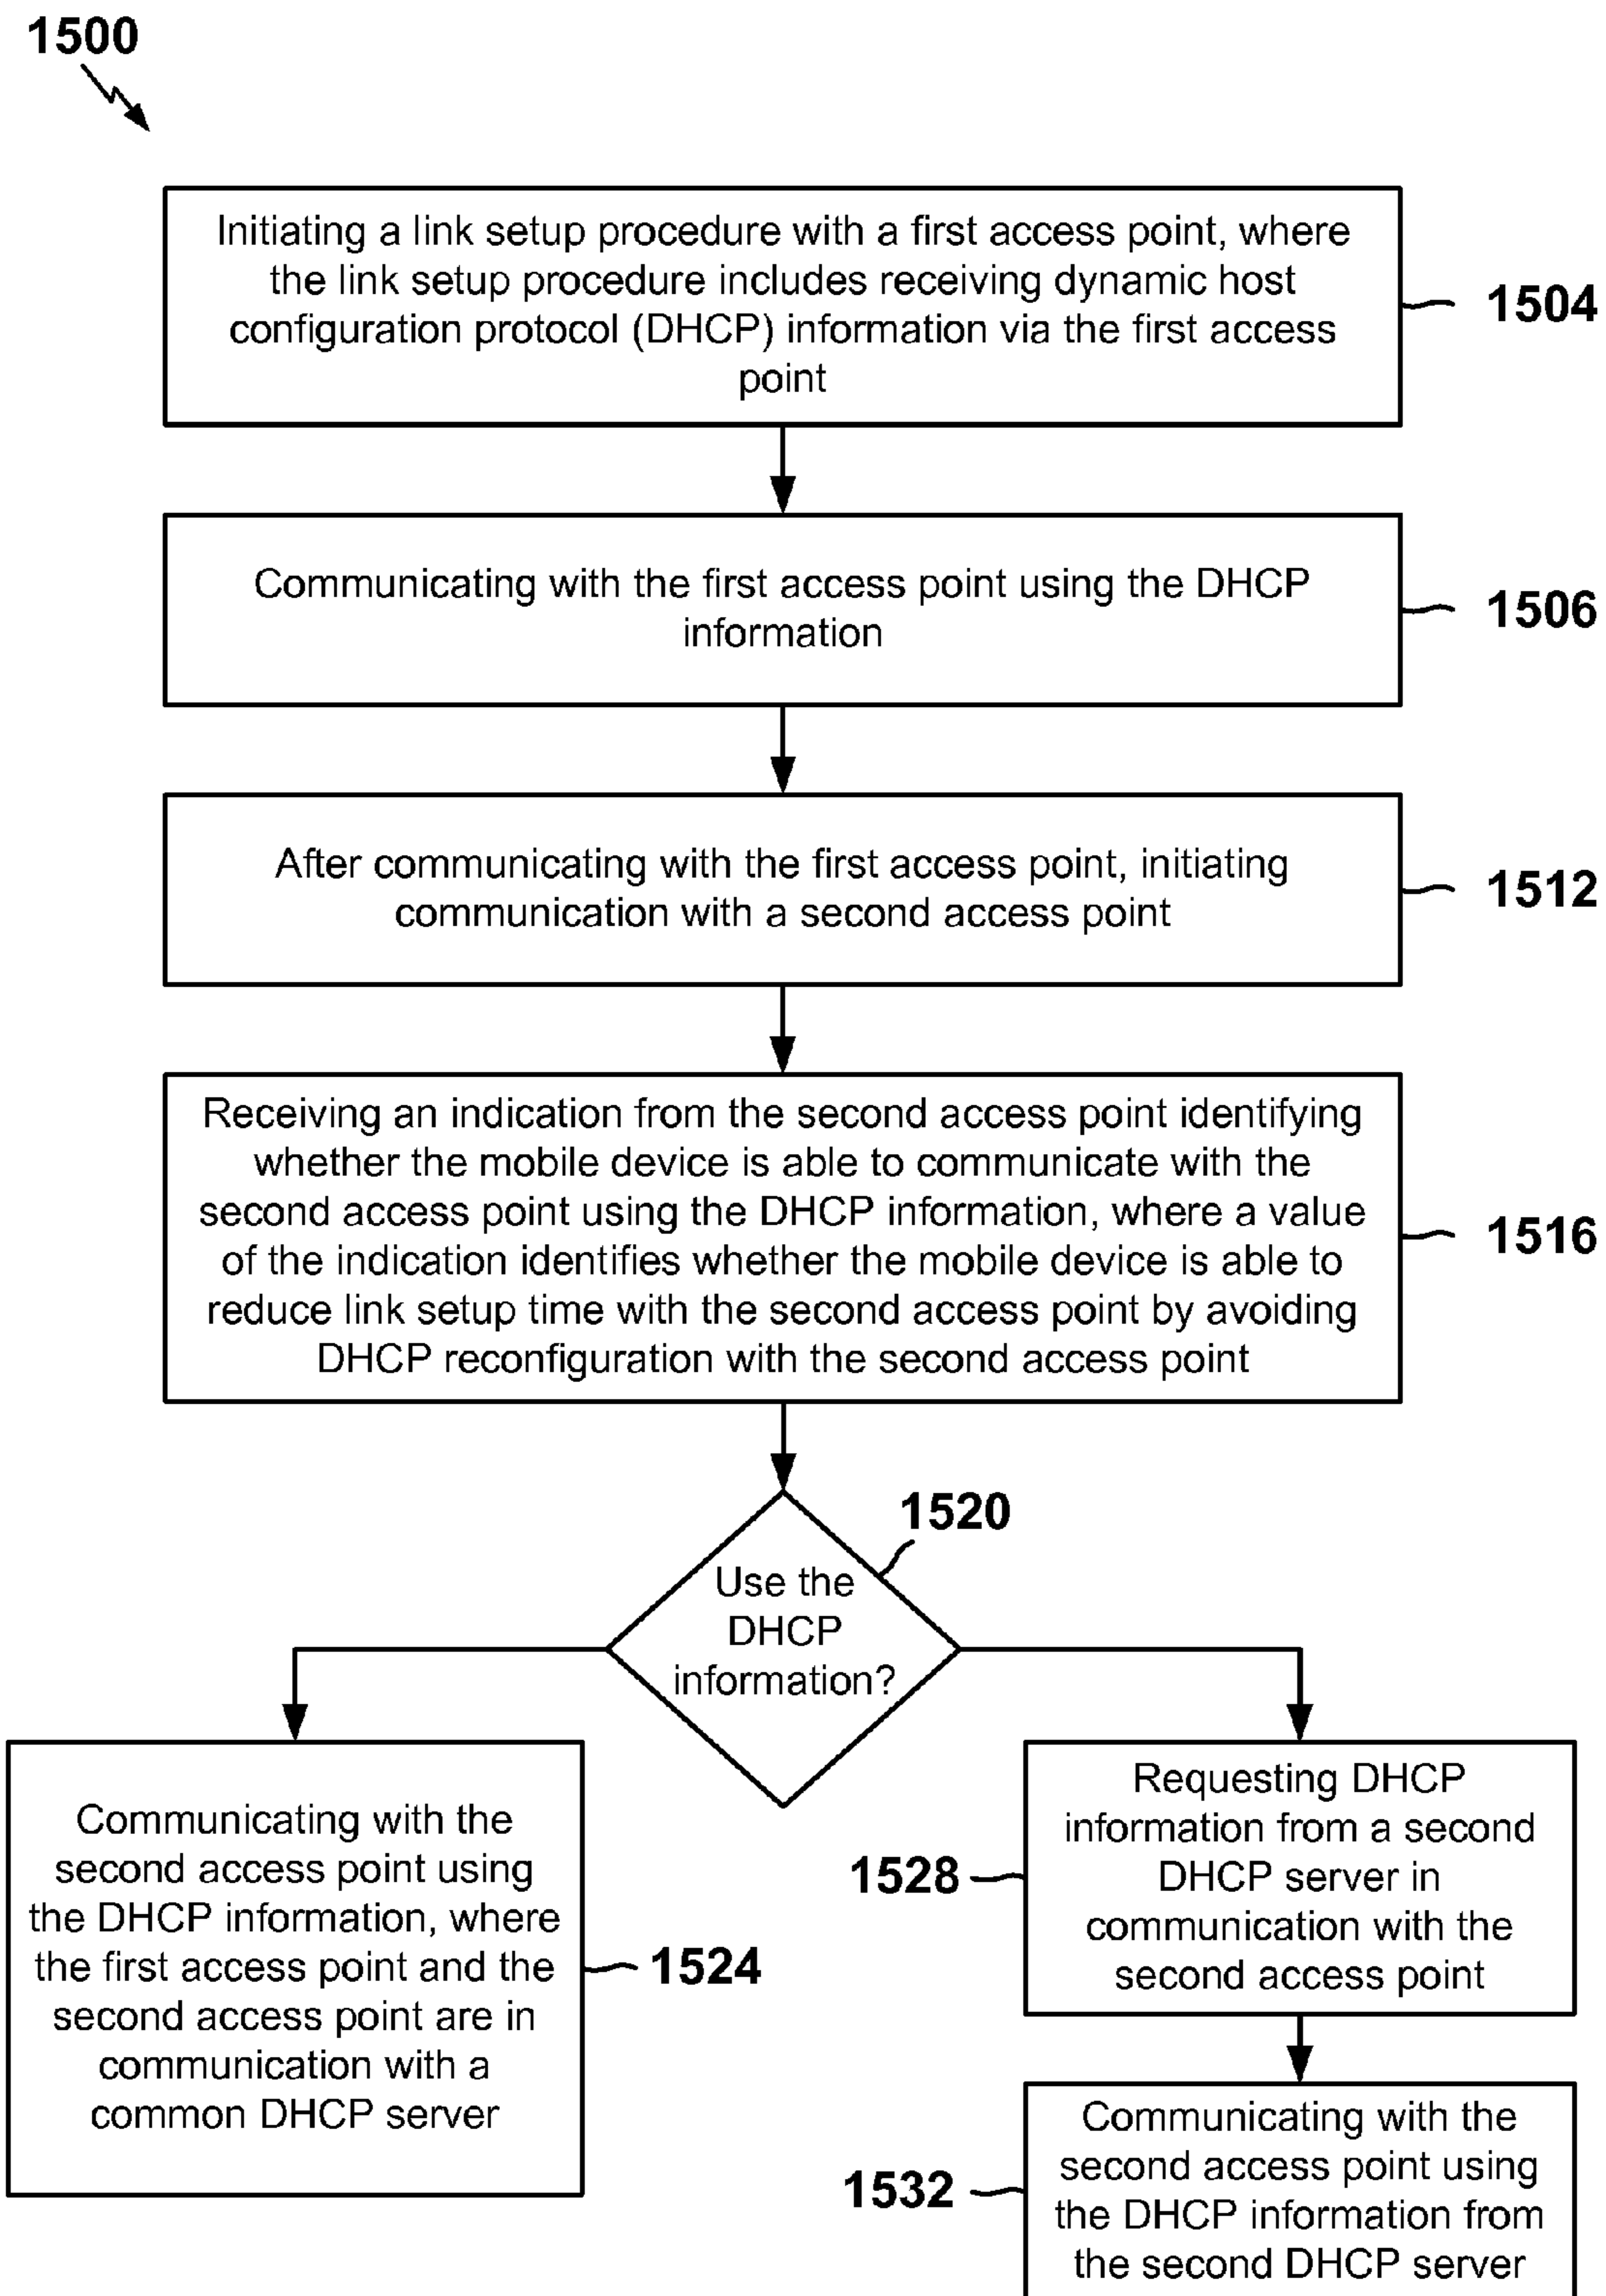 1500
Initiating a link setup procedure with a first access point, where
the link setup procedure includes receiving dynamic host
configuration protocol (DHCP) information via the first access
point
1504
Communicating with the first access point using the DHCP
information
1506
After communicating with the first access point, initiating
communication with a second access point
1512
Receiving an indication from the second access point identifying
whether the mobile device is able to communicate with the
second access point using the DHCP information, where a value
of the indication identifies whether the mobile device is able to
reduce link setup time with the second access point by avoiding
DHCP reconfiguration with the second access point
1516
1520
Use the
DHCP
information?
Communicating with the
second access point using
the DHCP information, where
the first access point and the
second access point are in
communication with a
common DHCP server
1524
Requesting DHCP
information from a second
DHCP server in
communication with the
second access point
1528
Communicating with the
second access point using
the DHCP information from
the second DHCP server
1532